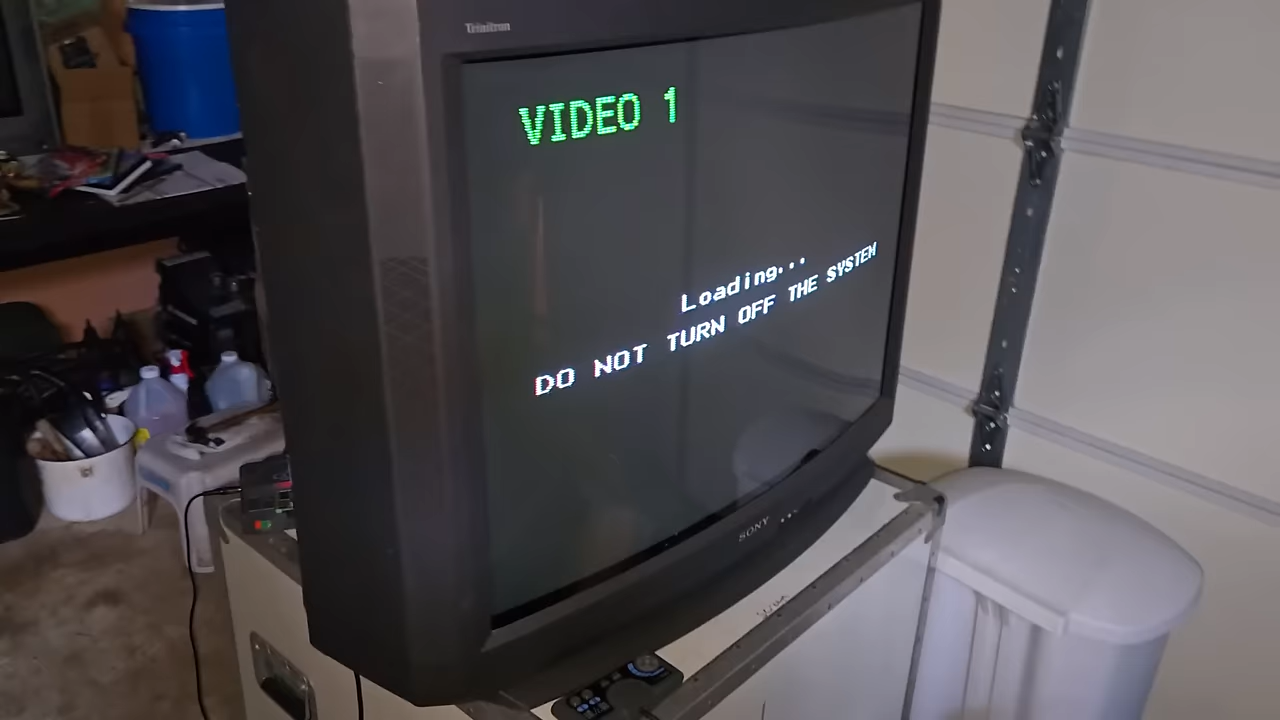 Trinitron
VIDEO 1
Loading...
DO NOT TURN OFF THE SYSTEM
SONY